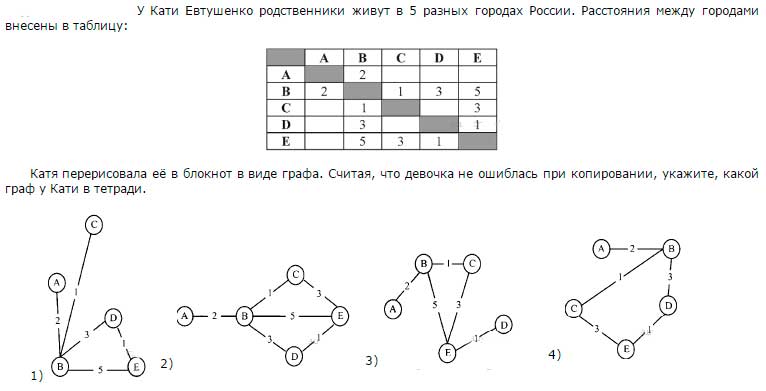 У Кати Евтушенко родственники живут в 5 разных городах России. Расстояния между городами
внесены в таблицу:
A B C D E
A 2
B 2 1 3 5
C 1 3
D 3 1
E 5 3 1
Катя перерисовала её в блокнот в виде графа. Считая, что девочка не ошиблась при копировании, укажите, какой
граф у Кати в тетради.
1) C A D B E 1 2 3 1 5
2) A B C D E 2 1 5 3 3 1
3) B C A E D 1 2 5 3 1
4) A B C D E 2 1 3 3 1